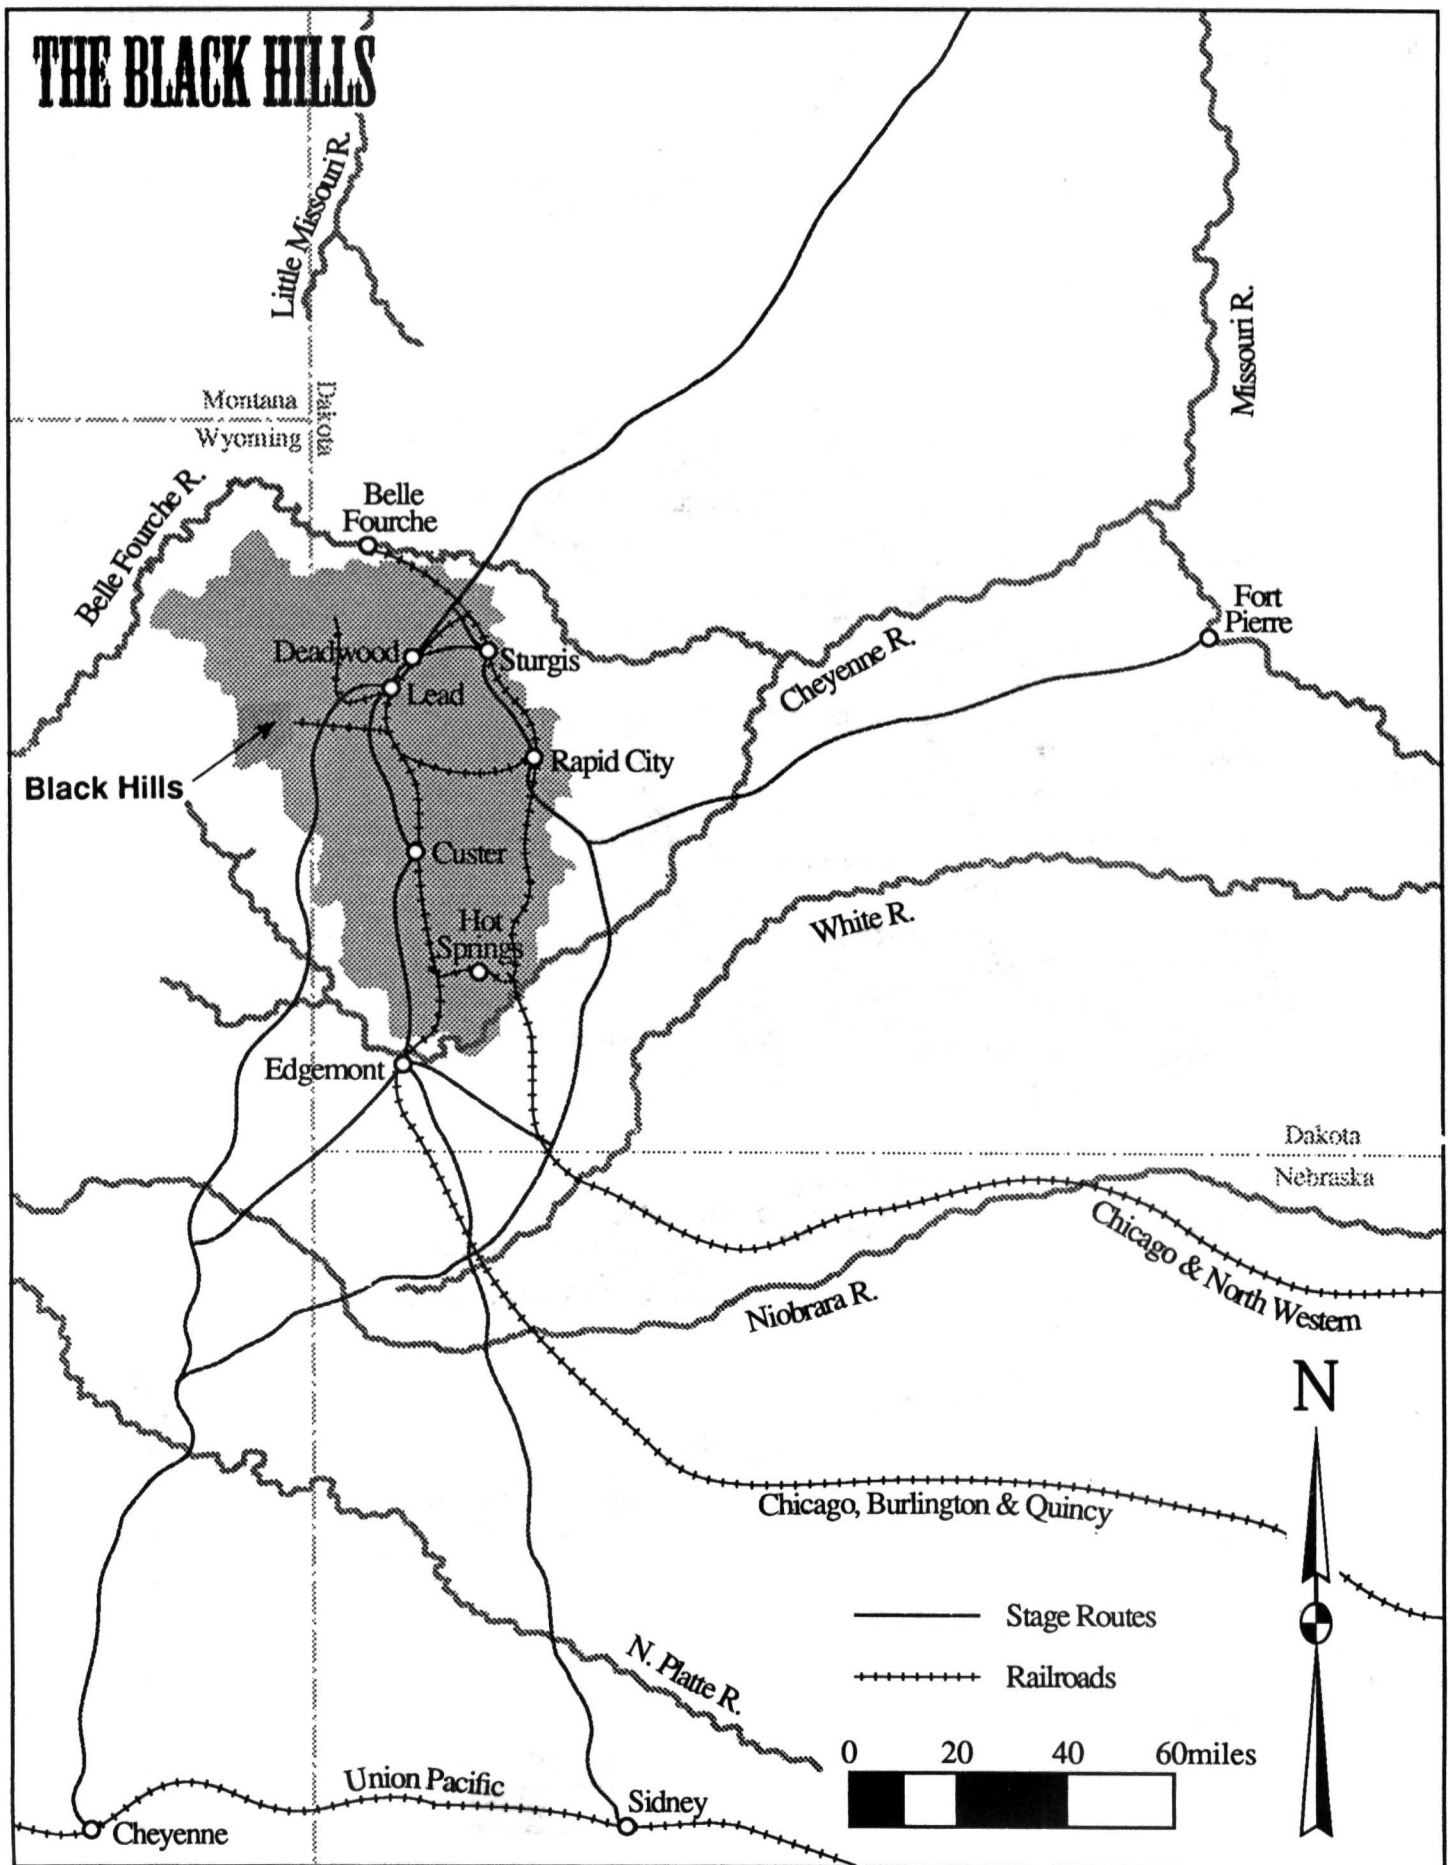 THE BLACK HILLS
Little Missouri R.
Missouri R.
Montana
Dakota
Wyoming
Belle Fourche R.
Belle
Fourche
Fort
Pierre
Deadwood
Sturgis
Cheyenne R.
Lead
Rapid City
Black Hills
Custer
Hot
Springs
White R.
Edgemont
Dakota
Nebraska
Chicago & North Western
Niobrara R.
N
Chicago, Burlington & Quincy
Stage Routes
N. Platte R.
Railroads
0 20 40 60miles
Union Pacific
Sidney
Cheyenne